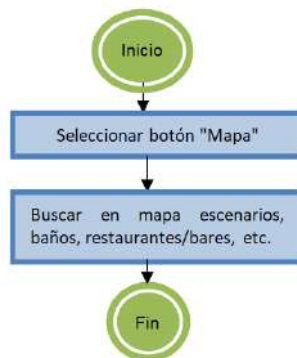 Inicio
Seleccionar botón "Mapa"
Buscar en mapa escenarios,
baños, restaurantes/bares, etc.
Fin